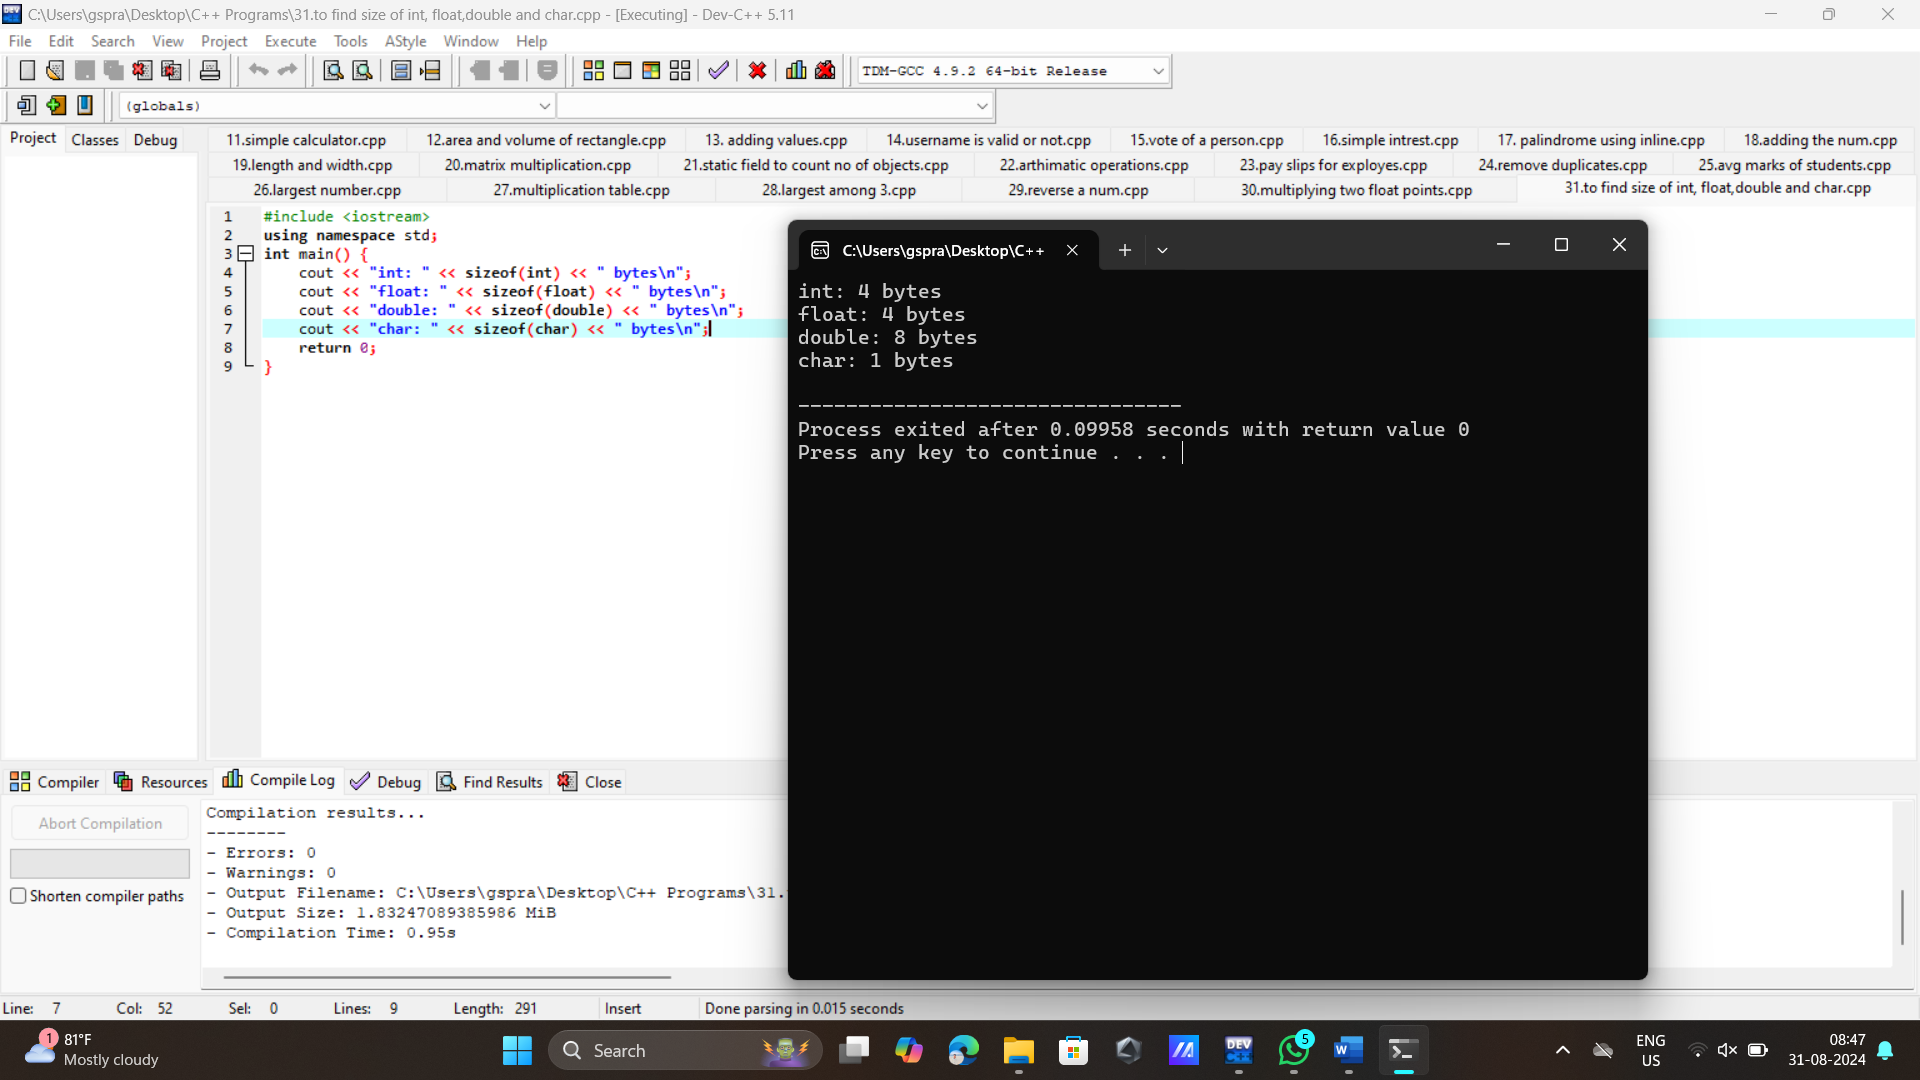 C:\Users\gspra\Desktop\C++ Programs\31.to find size of int, float,double and char.cpp - [Executing] - Dev-C++ 5.11
File Edit Search View Project Execute Tools AStyle Window Help
TDM-GCC 4.9.2 64-bit Release
(globals)
Project Classes Debug
11.simple calculator.cpp 12.area and volume of rectangle.cpp 13. adding values.cpp 14.username is valid or not.cpp 15.vote of a person.cpp 16.simple intrest.cpp 17. palindrome using inline.cpp 18.adding the num.cpp
19.length and width.cpp 20.matrix multiplication.cpp 21.static field to count no of objects.cpp 22.arthimatic operations.cpp 23.pay slips for exployes.cpp 24.remove duplicates.cpp 25.avg marks of students.cpp
26.largest number.cpp 27.multiplication table.cpp 28.largest among 3.cpp 29.reverse a num.cpp 30.multiplying two float points.cpp 31.to find size of int, float,double and char.cpp
1 #include <iostream>
2 using namespace std;
3 int main() {
4 cout << "int: " << sizeof(int) << " bytes\n";
5 cout << "float: " << sizeof(float) << " bytes\n";
6 cout << "double: " << sizeof(double) << " bytes\n";
7 cout << "char: " << sizeof(char) << " bytes\n";
8 return 0;
9 }
C:\Users\gspra\Desktop\C++
int: 4 bytes
float: 4 bytes
double: 8 bytes
char: 1 bytes
--------------------------------
Process exited after 0.09958 seconds with return value 0
Press any key to continue . . .
Compiler Resources Compile Log Debug Find Results Close
Abort Compilation
Shorten compiler paths
Compilation results...
--------
- Errors: 0
- Warnings: 0
- Output Filename: C:\Users\gspra\Desktop\C++ Programs\31.
- Output Size: 1.83247089385986 MiB
- Compilation Time: 0.95s
Line: 7 Col: 52 Sel: 0 Lines: 9 Length: 291 Insert Done parsing in 0.015 seconds
1
81°F
Mostly cloudy
Search
DEV
C++
5
W
ENG
US
08:47
31-08-2024